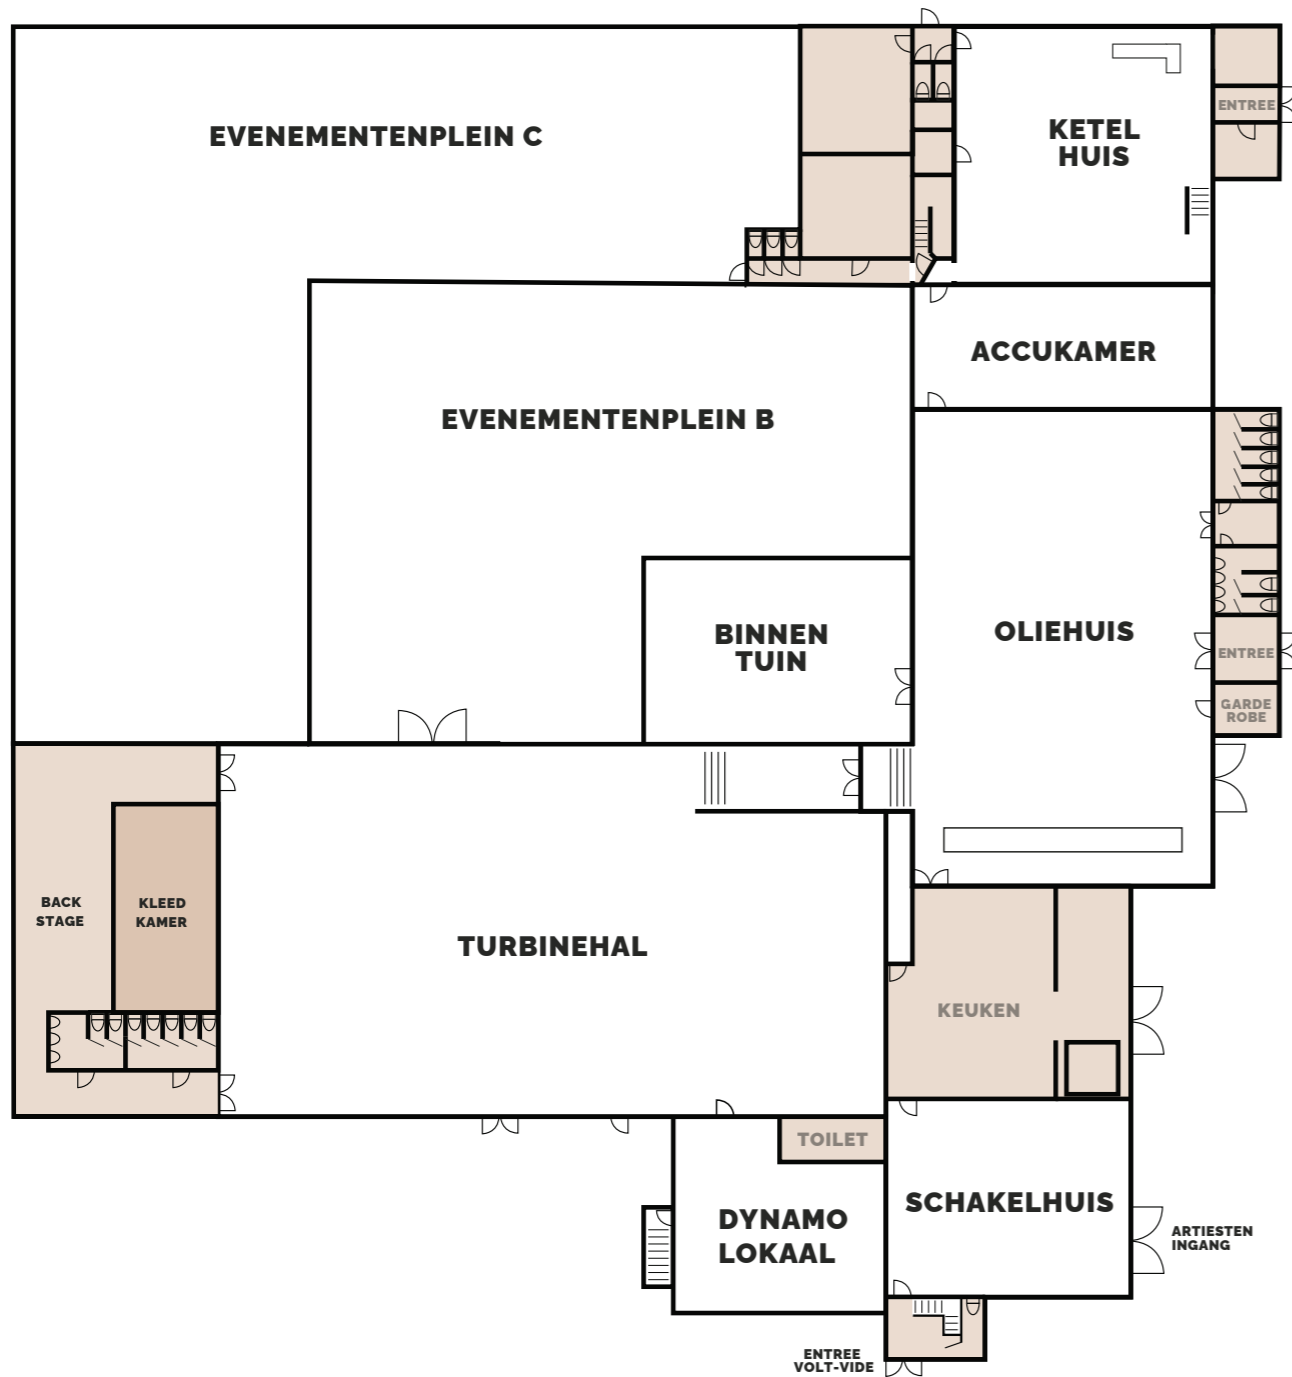 EVENEMENTENPLEIN C
KETEL
HUIS
ENTREE
ACCUKAMER
EVENEMENTENPLEIN B
BINNEN
TUIN
OLIEHUIS
ENTREE
GARDE
ROBE
BACK
STAGE
KLEED
KAMER
TURBINEHAL
KEUKEN
TOILET
DYNAMO
LOKAAL
SCHAKELHUIS
ARTIESTEN
INGANG
ENTREE
VOLT-VIDE